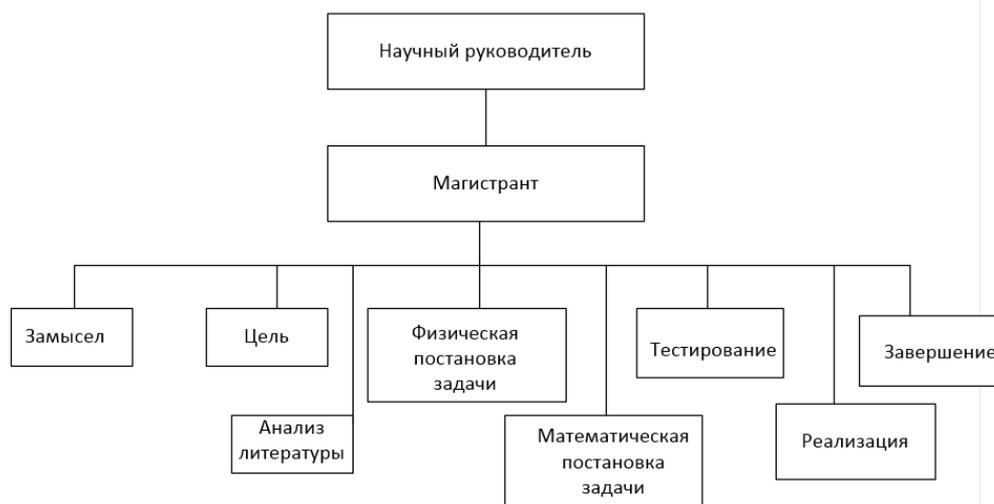 Научный руководитель
Магистрант
Замысел
Цель
Физическая
постановка
задачи
Тестирование
Завершение
Анализ
литературы
Математическая
постановка
задачи
Реализация